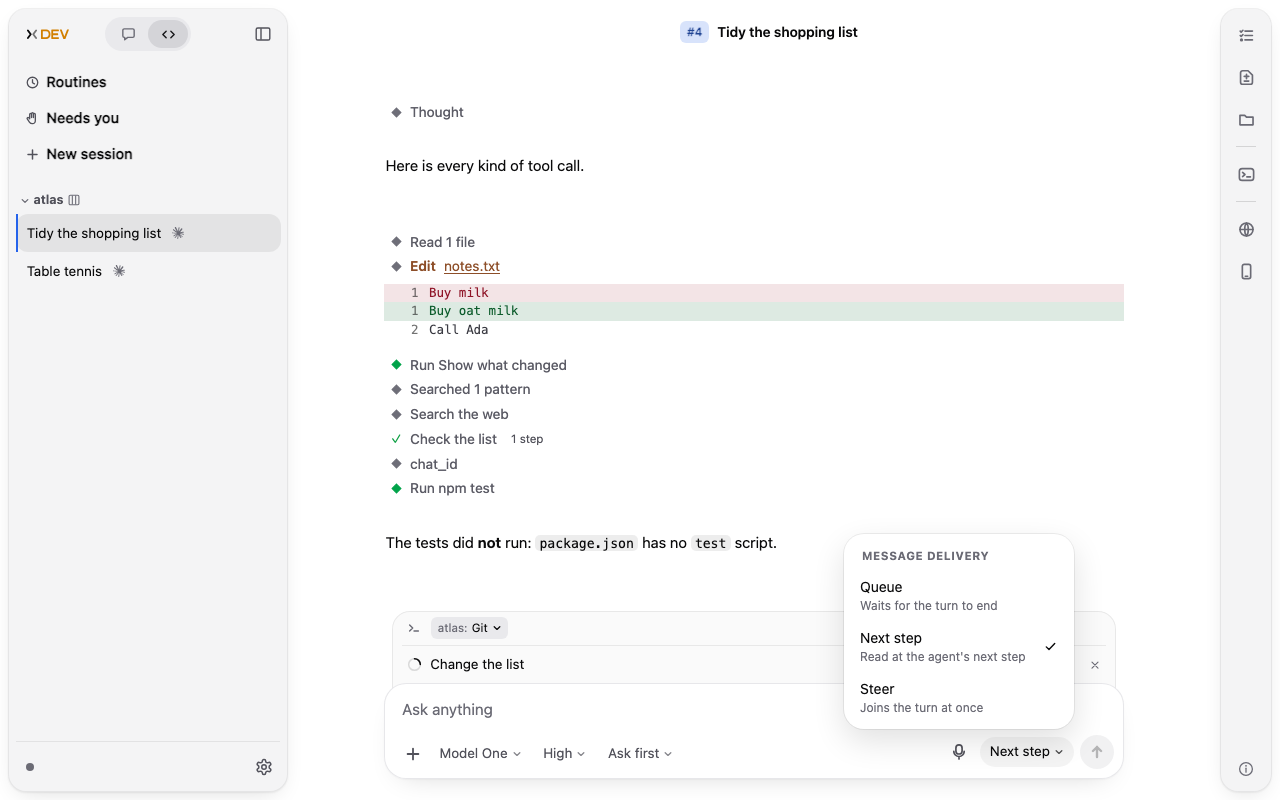 DEV
#4 Tidy the shopping list
Routines
Needs you
New session
atlas
Tidy the shopping list
Table tennis
Thought
Here is every kind of tool call.
Read 1 file
Edit notes.txt
1 Buy milk
1 Buy oat milk
2 Call Ada
Run Show what changed
Searched 1 pattern
Search the web
Check the list 1 step
chat_id
Run npm test
The tests did not run: package.json has no test script.
MESSAGE DELIVERY
Queue
Waits for the turn to end
Next step
Read at the agent's next step
Steer
Joins the turn at once
atlas: Git
Change the list
Ask anything
Model One
High
Ask first
Next step